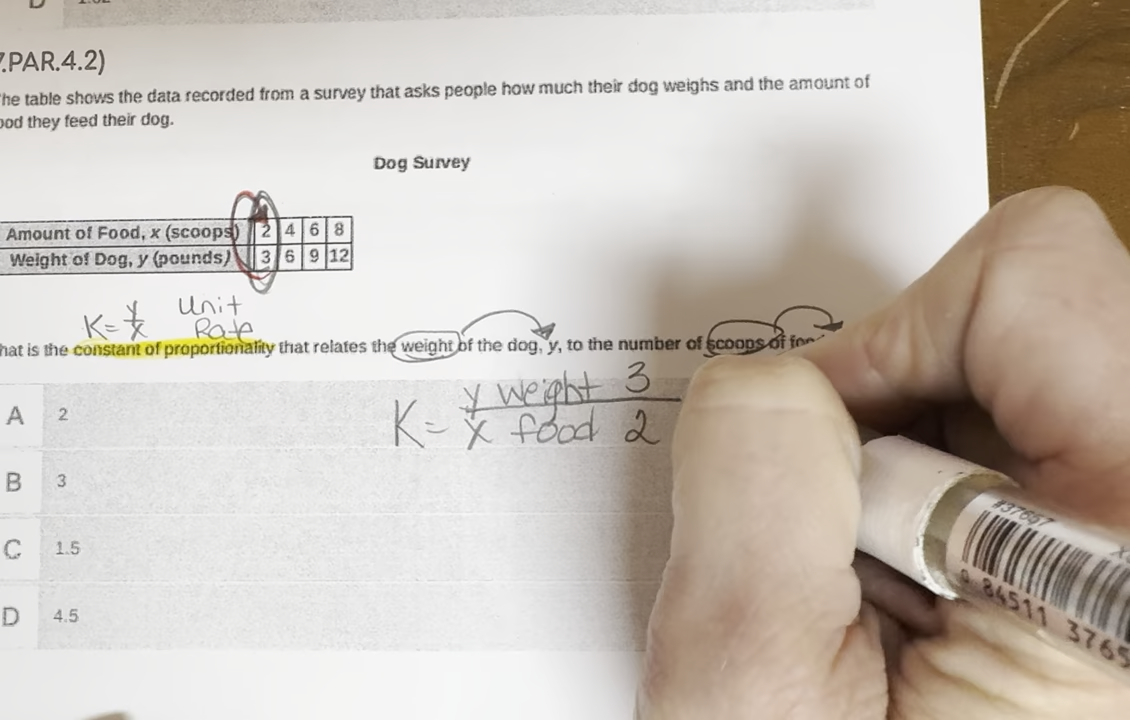 .PAR.4.2)
he table shows the data recorded from a survey that asks people how much their dog weighs and the amount of
they feed their dog.
Dog Survey
Amount of Food, x (scoops) 2 4 6 8
Weight of Dog, y (pounds) 3 6 9 12
K = y/x Unit Rate
hat is the constant of proportionality that relates the weight of the dog, y, to the number of scoops of
K = y/x weight/food 3/2
A 2
B 3
C 1.5
D 4.5
#37667
0 84511 3765